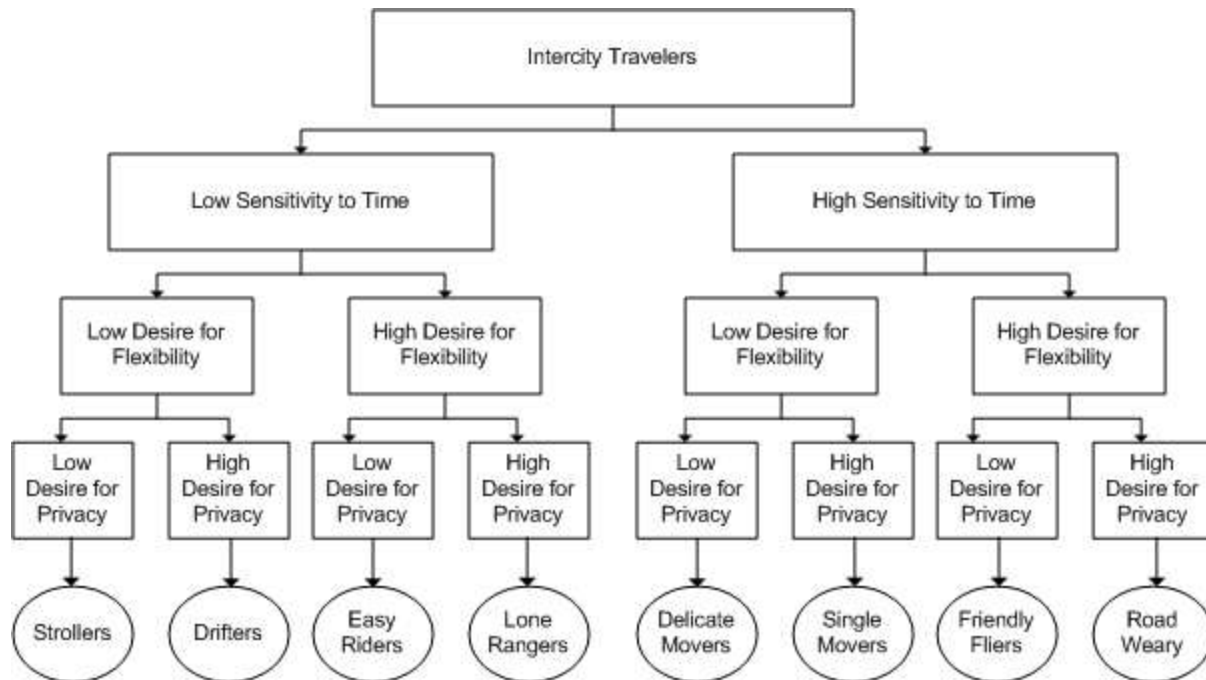 Intercity Travelers
Low Sensitivity to Time
High Sensitivity to Time
Low Desire for
Flexibility
High Desire for
Flexibility
Low Desire for
Flexibility
High Desire for
Flexibility
Low
Desire for
Privacy
High
Desire for
Privacy
Low
Desire for
Privacy
High
Desire for
Privacy
Low
Desire for
Privacy
High
Desire for
Privacy
Low
Desire for
Privacy
High
Desire for
Privacy
Strollers
Drifters
Easy
Riders
Lone
Rangers
Delicate
Movers
Single
Movers
Friendly
Fliers
Road
Weary